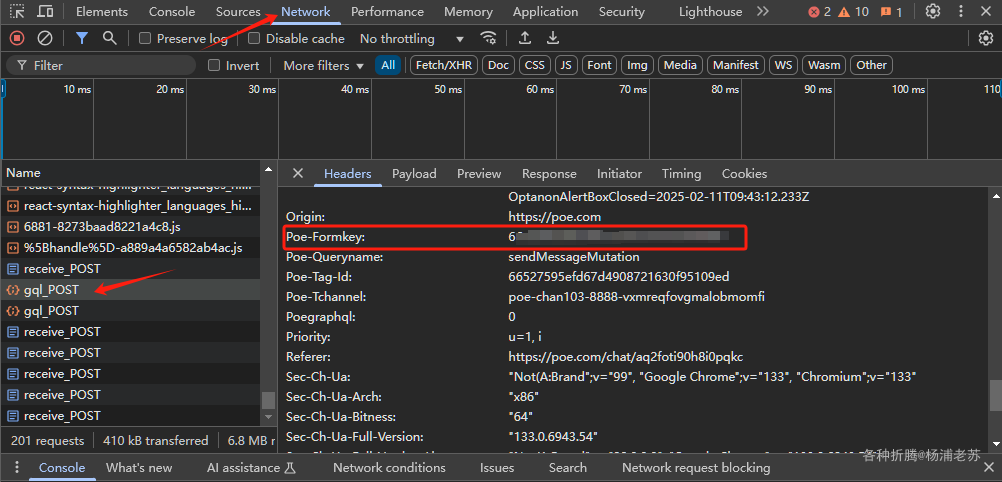 Elements Console Sources Network Performance Memory Application Security Lighthouse 2 10 1
Preserve log Disable cache No throttling
Filter Invert More filters All Fetch/XHR Doc CSS JS Font Img Media Manifest WS Wasm Other
10 ms 20 ms 30 ms 40 ms 50 ms 60 ms 70 ms 80 ms 90 ms 100 ms 110
Name
react-syntax-highlighter_languages_hi...
react-syntax-highlighter_languages_hi...
6881-8273baad8221a4c8.js
%5Bhandle%5D-a889a4a6582ab4ac.js
receive_POST
gql_POST
gql_POST
receive_POST
receive_POST
receive_POST
receive_POST
receive_POST
201 requests 410 kB transferred 6.8 MB r
Headers Payload Preview Response Initiator Timing Cookies
OptanonAlertBoxClosed=2025-02-11T09:43:12.233Z
Origin: https://poe.com
Poe-Formkey: 6
Poe-Queryname: sendMessageMutation
Poe-Tag-Id: 66527595efd67d4908721630f95109ed
Poe-Tchannel: poe-chan103-8888-vxmreqfovgmalobmomfi
Poegraphql: 0
Priority: u=1, i
Referer: https://poe.com/chat/aq2foti90h8i0pqkc
Sec-Ch-Ua: "Not(A:Brand";v="99", "Google Chrome";v="133", "Chromium";v="133"
Sec-Ch-Ua-Arch: "x86"
Sec-Ch-Ua-Bitness: "64"
Sec-Ch-Ua-Full-Version: "133.0.6943.54"
各种折腾@杨浦老苏
Console What's new AI assistance Network conditions Issues Search Network request blocking